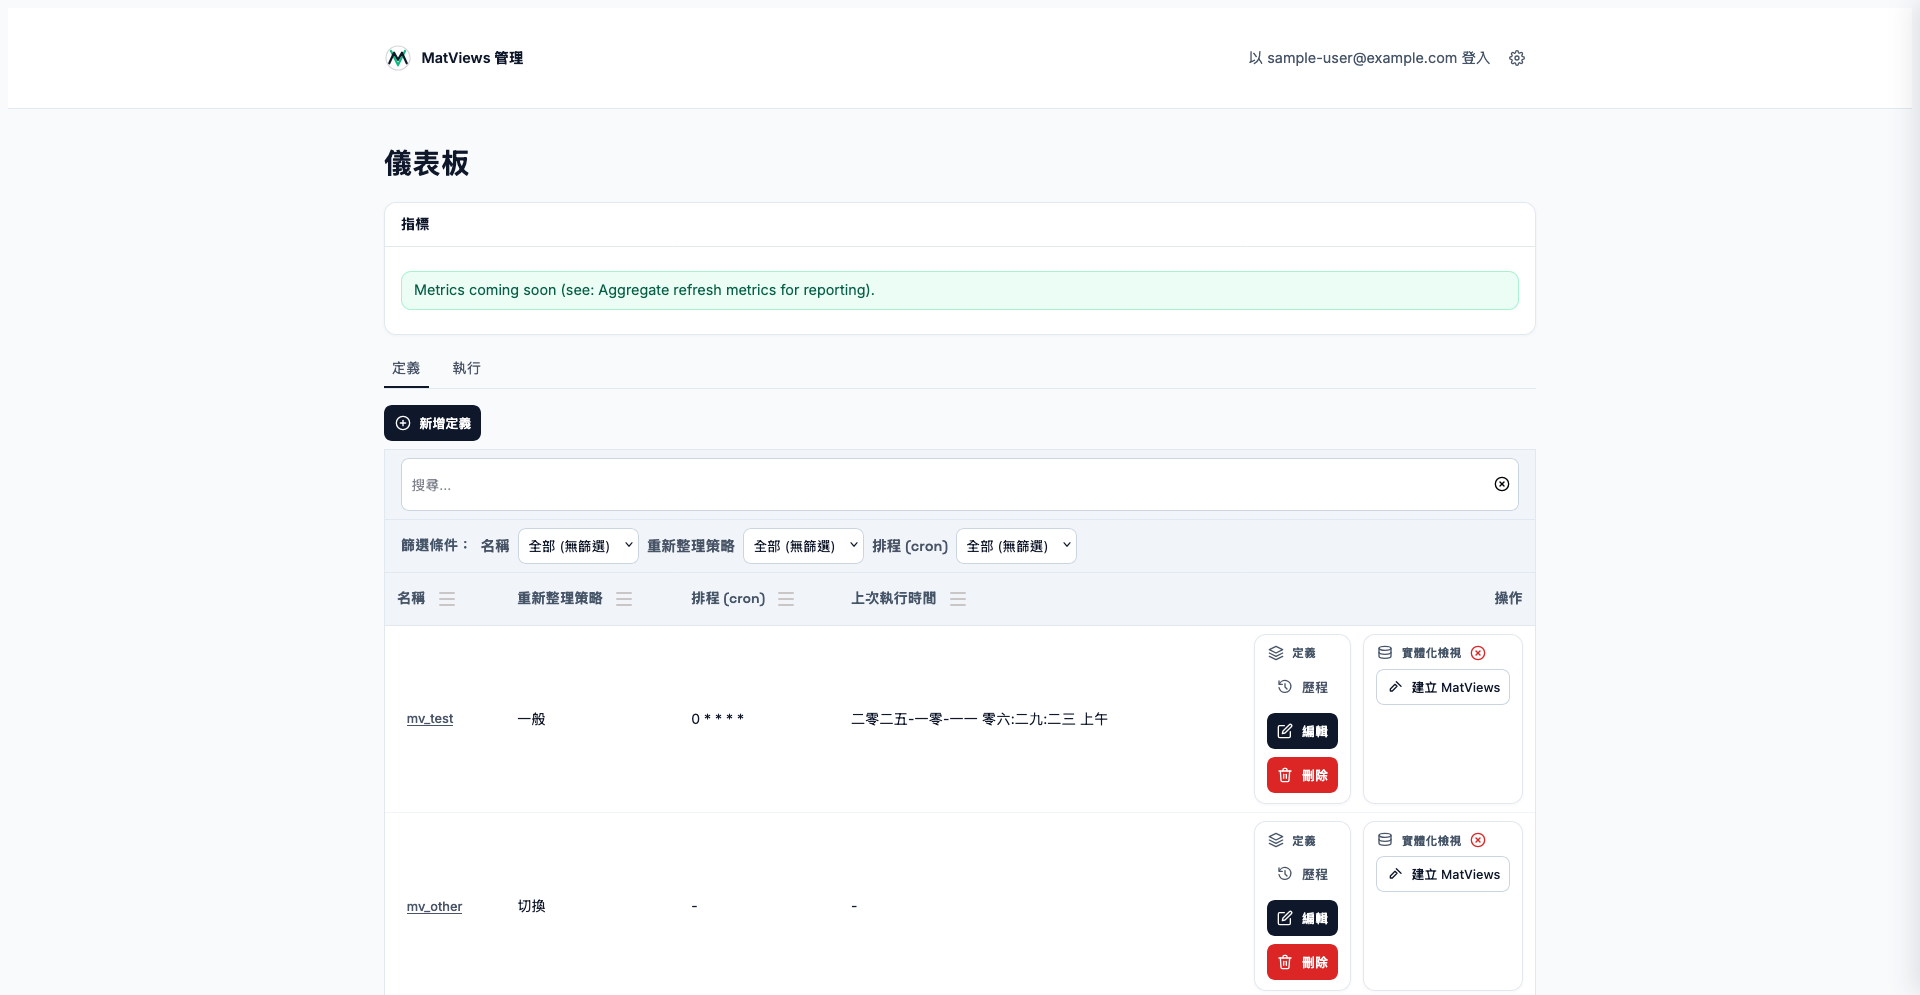 MatViews 管理
以 sample-user@example.com 登入
儀表板
指標
Metrics coming soon (see: Aggregate refresh metrics for reporting).
定義 執行
新增定義
搜尋...
篩選條件： 名稱 全部 (無篩選) 重新整理策略 全部 (無篩選) 排程 (cron) 全部 (無篩選)
名稱 重新整理策略 排程 (cron) 上次執行時間 操作
定義 實體化檢視
歷程 建立 MatViews
mv_test 一般 0 * * * * 二零二五-一零-一一 零六:二九:二三 上午
編輯
刪除
定義 實體化檢視
歷程 建立 MatViews
mv_other 切換 - -
編輯
刪除